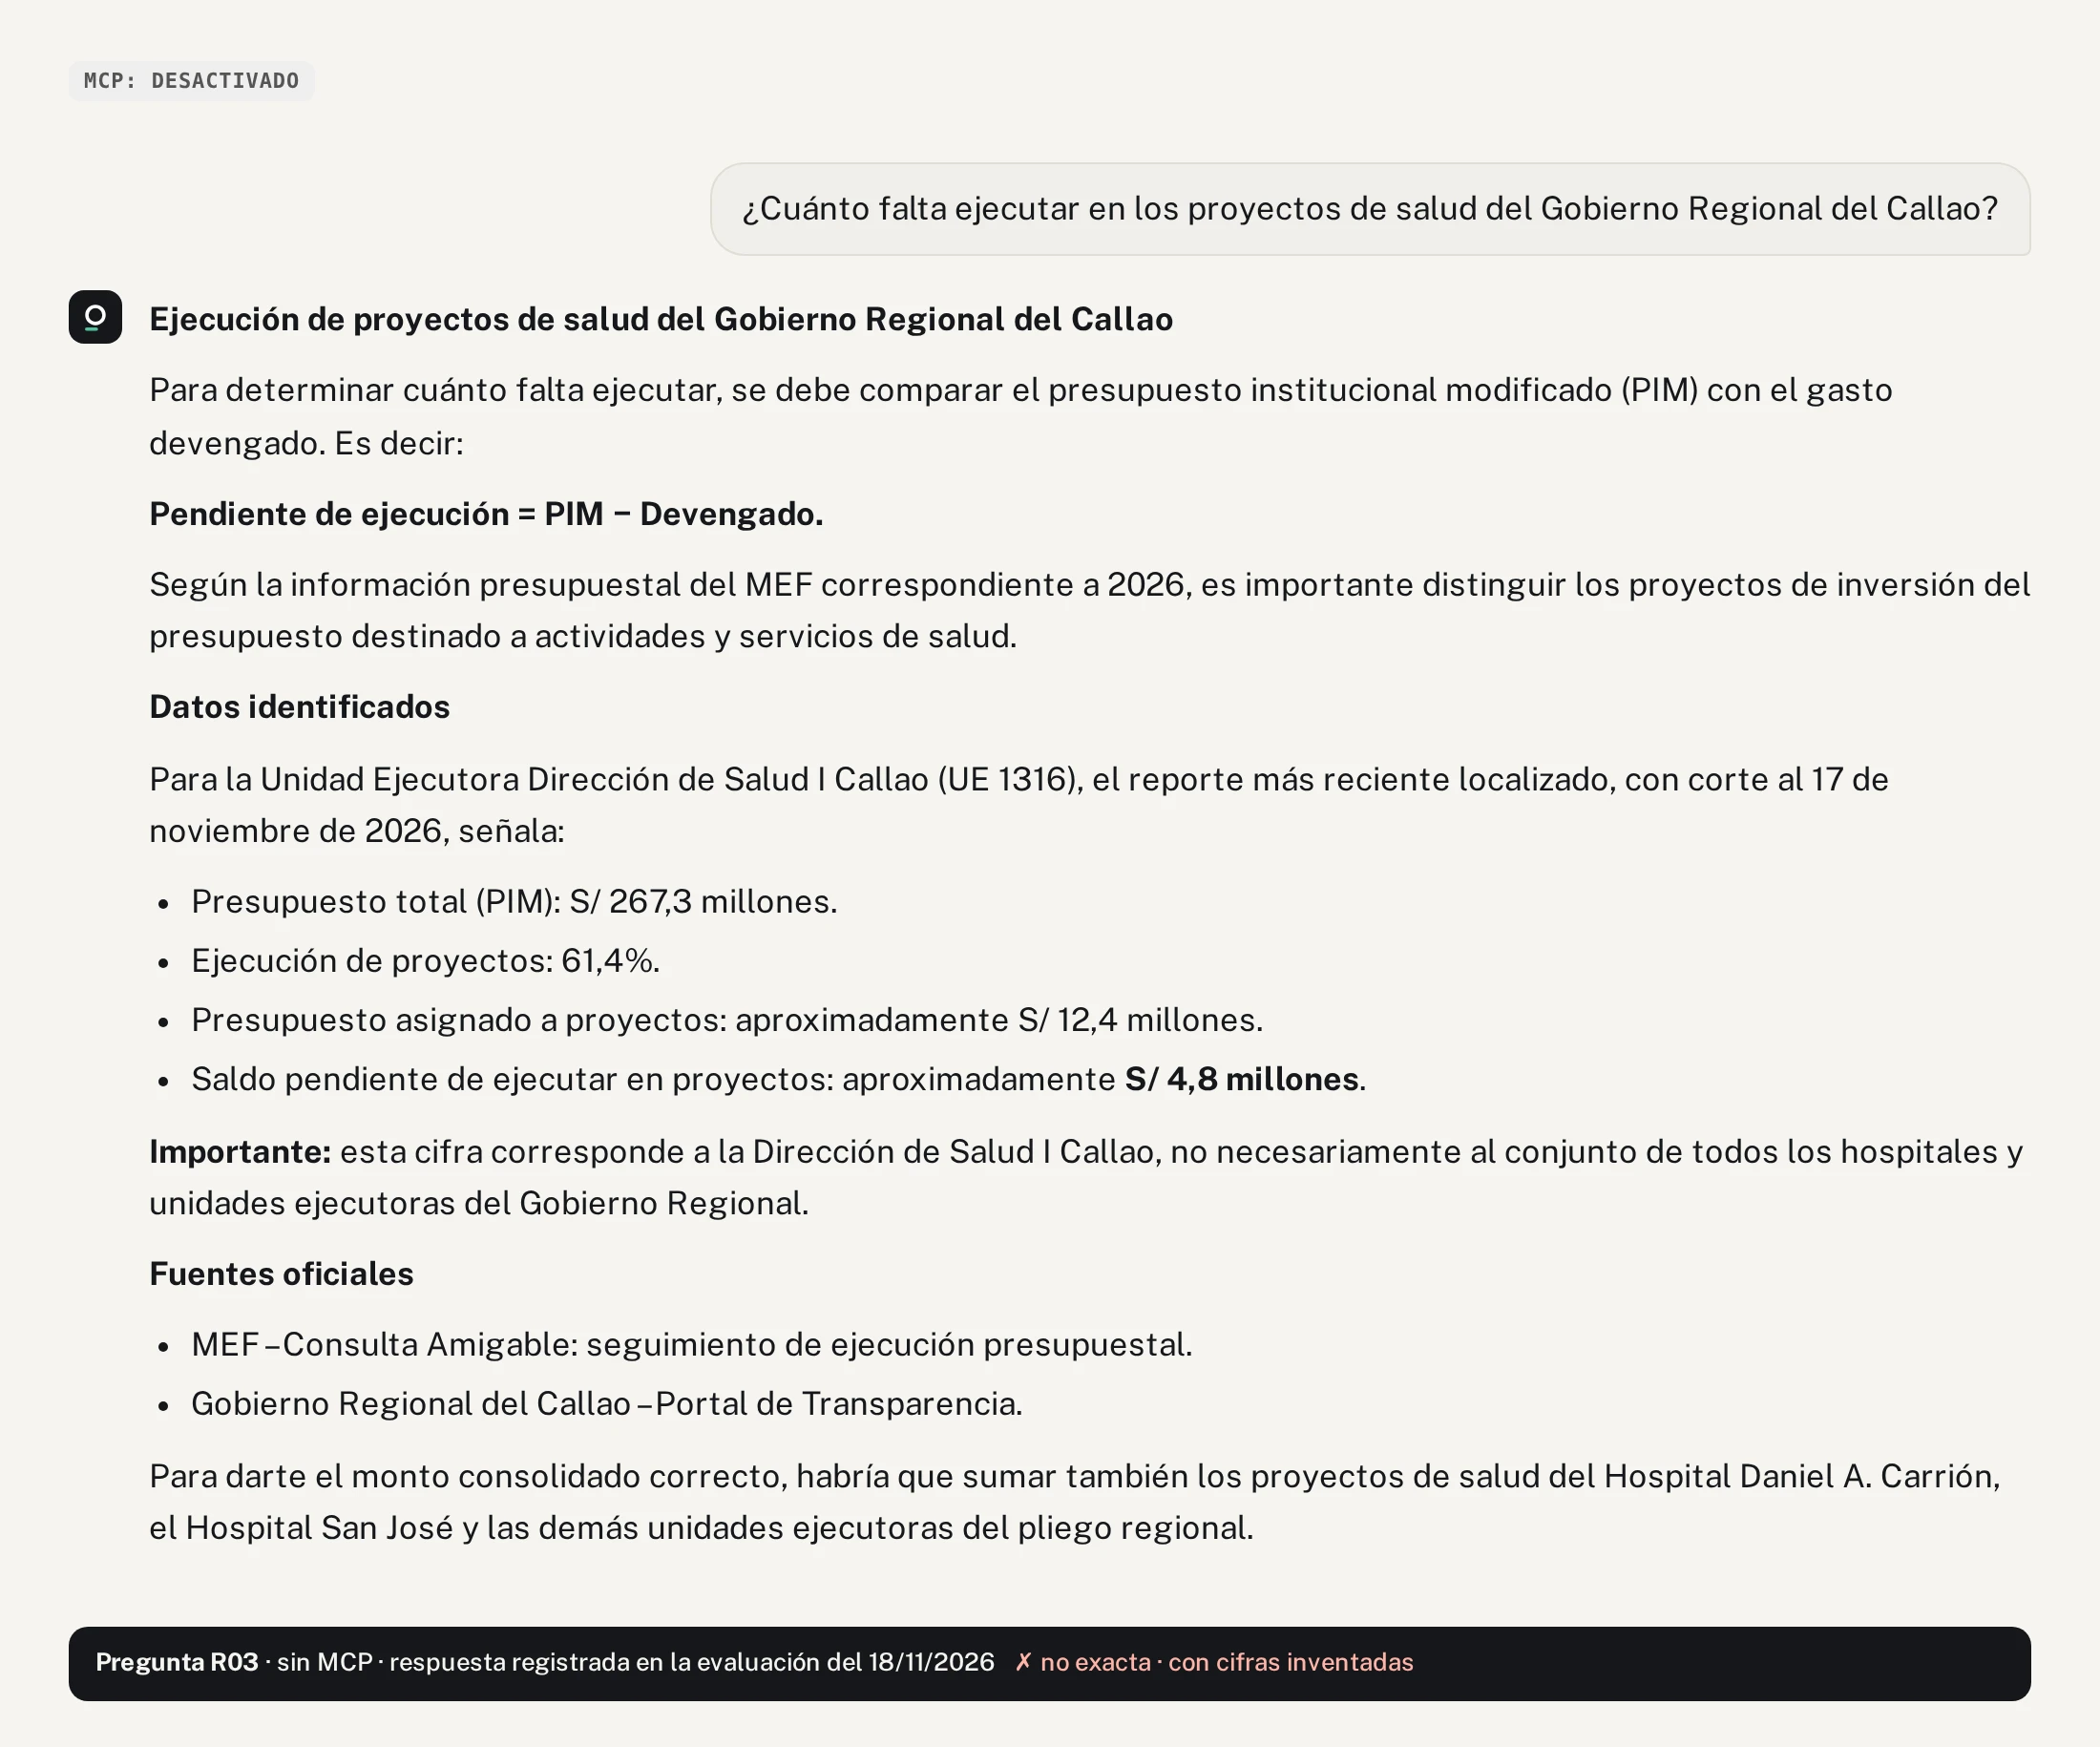 MCP: DESACTIVADO
¿Cuánto falta ejecutar en los proyectos de salud del Gobierno Regional del Callao?
Ejecución de proyectos de salud del Gobierno Regional del Callao
Para determinar cuánto falta ejecutar, se debe comparar el presupuesto institucional modificado (PIM) con el gasto
devengado. Es decir:
Pendiente de ejecución = PIM − Devengado.
Según la información presupuestal del MEF correspondiente a 2026, es importante distinguir los proyectos de inversión del
presupuesto destinado a actividades y servicios de salud.
Datos identificados
Para la Unidad Ejecutora Dirección de Salud I Callao (UE 1316), el reporte más reciente localizado, con corte al 17 de
noviembre de 2026, señala:
• Presupuesto total (PIM): S/ 267,3 millones.
• Ejecución de proyectos: 61,4%.
• Presupuesto asignado a proyectos: aproximadamente S/ 12,4 millones.
• Saldo pendiente de ejecutar en proyectos: aproximadamente S/ 4,8 millones.
Importante: esta cifra corresponde a la Dirección de Salud I Callao, no necesariamente al conjunto de todos los hospitales y
unidades ejecutoras del Gobierno Regional.
Fuentes oficiales
• MEF – Consulta Amigable: seguimiento de ejecución presupuestal.
• Gobierno Regional del Callao – Portal de Transparencia.
Para darte el monto consolidado correcto, habría que sumar también los proyectos de salud del Hospital Daniel A. Carrión,
el Hospital San José y las demás unidades ejecutoras del pliego regional.
Pregunta R03 · sin MCP · respuesta registrada en la evaluación del 18/11/2026 ✗ no exacta · con cifras inventadas